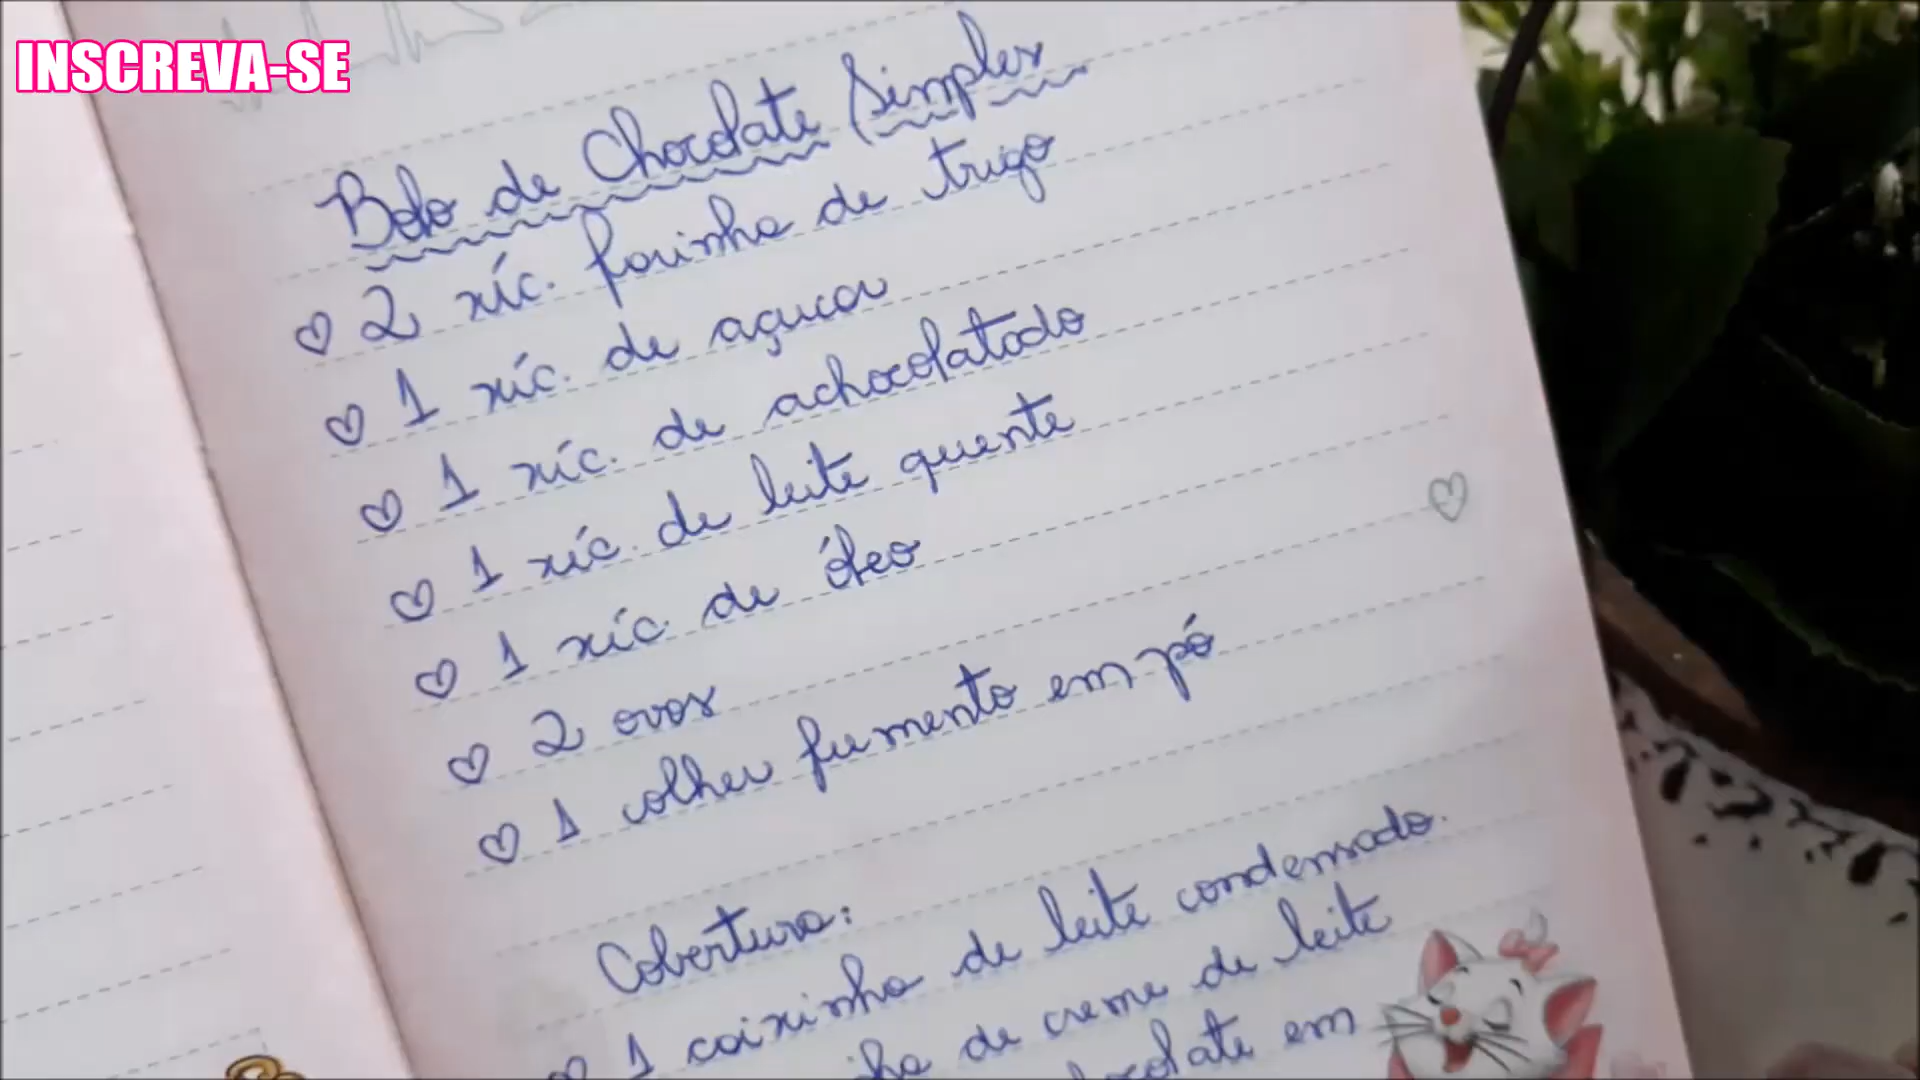 INSCREVA-SE
Bolo de Chocolate Simples
2 xíc. farinha de trigo
1 xíc. de açucar
1 xíc. de achocolatado
1 xíc. de leite quente
1 xíc. de óleo
2 ovos
1 colher fermento em pó
Cobertura:
1 caixinha de leite condensado.
de creme de leite
em